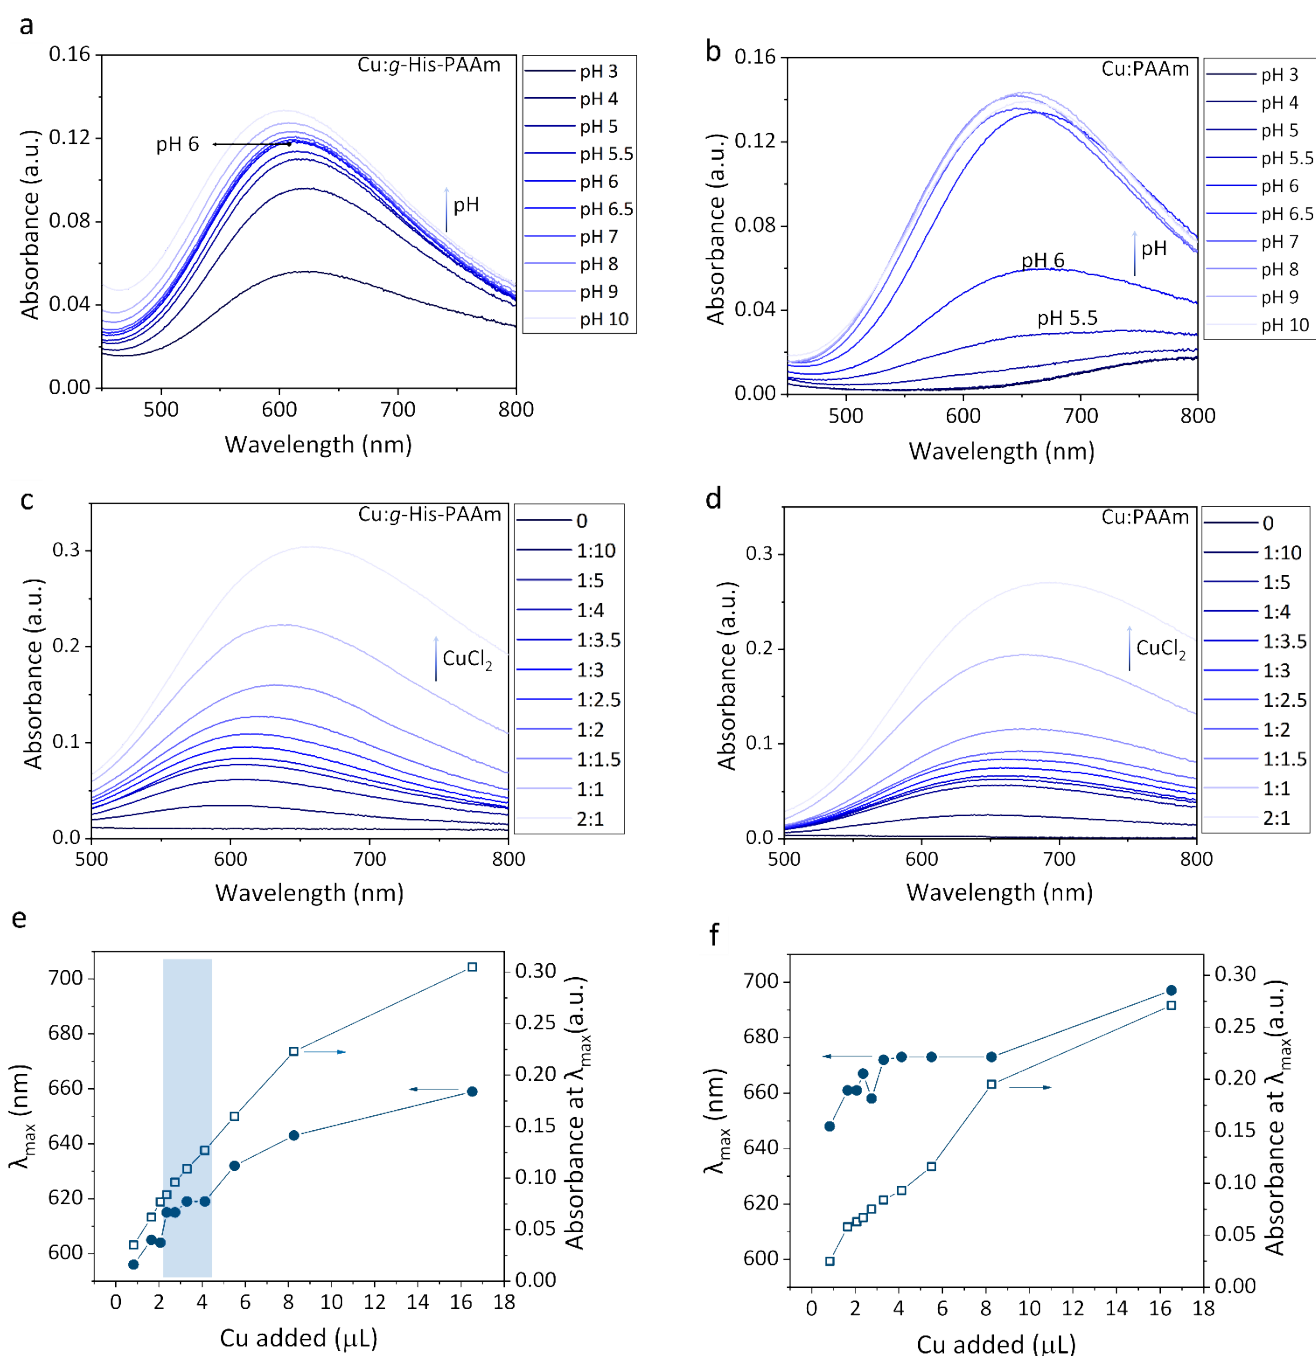 a
Absorbance (a.u.)
0.16
0.12
0.08
0.04
0.00
Cu:g-His-PAAm
pH 6
pH
500 600 700 800
Wavelength (nm)
pH 3
pH 4
pH 5
pH 5.5
pH 6
pH 6.5
pH 7
pH 8
pH 9
pH 10
b
Absorbance (a.u.)
0.16
0.12
0.08
0.04
0.00
Cu:PAAm
pH
pH 6
pH 5.5
500 600 700 800
Wavelength (nm)
pH 3
pH 4
pH 5
pH 5.5
pH 6
pH 6.5
pH 7
pH 8
pH 9
pH 10
c
Absorbance (a.u.)
0.3
0.2
0.1
0.0
Cu:g-His-PAAm
CuCl₂
500 600 700 800
Wavelength (nm)
0
1:10
1:5
1:4
1:3.5
1:3
1:2.5
1:2
1:1.5
1:1
2:1
d
Absorbance (a.u.)
0.3
0.2
0.1
0.0
Cu:PAAm
CuCl₂
500 600 700 800
Wavelength (nm)
0
1:10
1:5
1:4
1:3.5
1:3
1:2.5
1:2
1:1.5
1:1
2:1
e
λmax (nm)
700
680
660
640
620
600
0.30
0.25
0.20
0.15
0.10
0.05
0.00
Absorbance at λmax(a.u.)
0 2 4 6 8 10 12 14 16 18
Cu added (μL)
f
λmax (nm)
700
680
660
640
620
600
0.30
0.25
0.20
0.15
0.10
0.05
0.00
Absorbance at λmax(a.u.)
0 2 4 6 8 10 12 14 16 18
Cu added (μL)